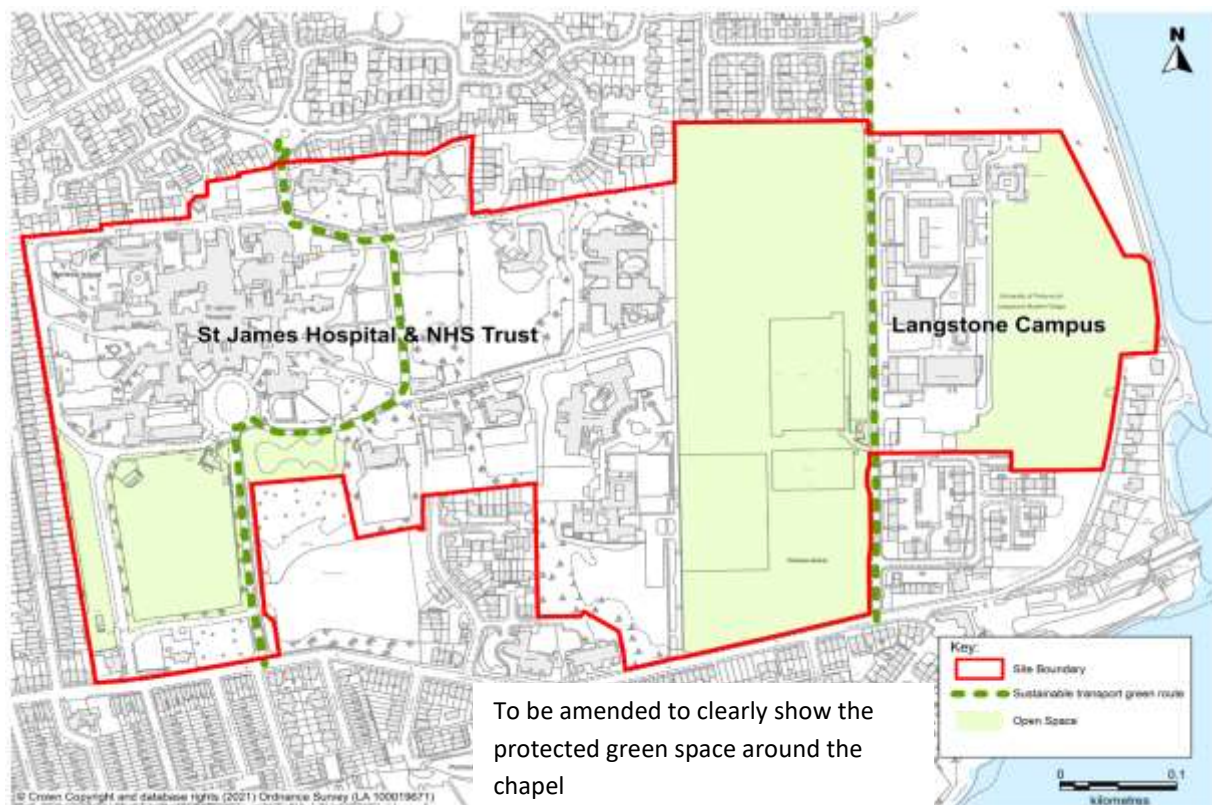 N
St James Hospital & NHS Trust
Langstone Campus
Key:
Site Boundary
Sustainable transport green route
Open Space
To be amended to clearly show the
protected green space around the
chapel
0 0.1
kilometres
© Crown Copyright and database rights (2021) Ordnance Survey (LA 100019671)